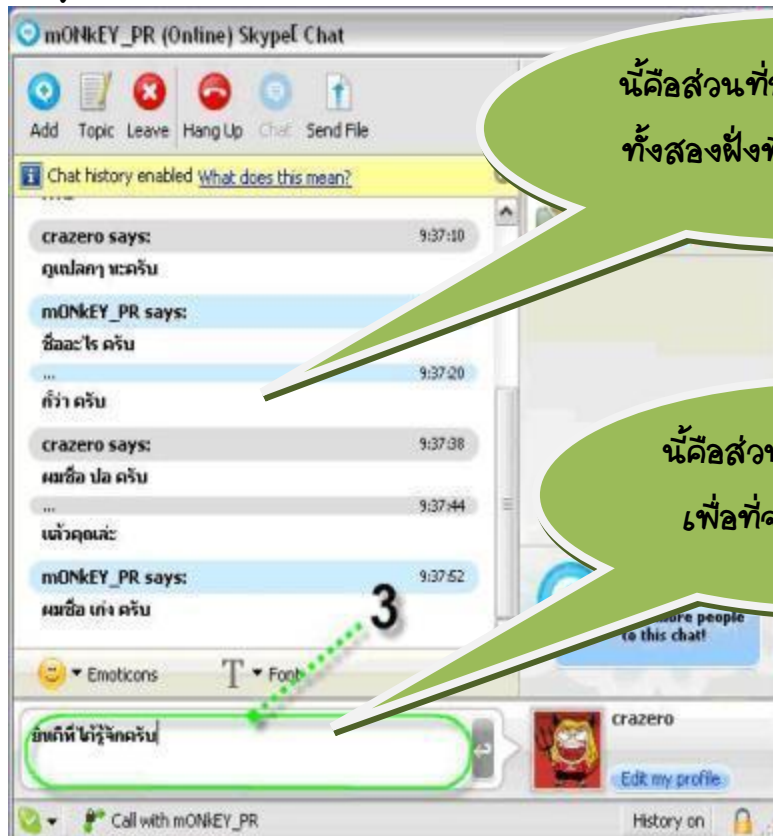 mONkEY_PR (Online) Skype[ Chat
Add Topic Leave Hang Up Chat Send File
Chat history enabled What does this mean?
crazero says: 9:37:10
ดูแปลกๆ นะครับ
mONkEY_PR says:
ชื่ออะไร ครับ
... 9:37:20
ครับ
crazero says: 9:37:38
ผมชื่อ ปอ ครับ
... 9:37:44
แล้วคุณล่ะ
mONkEY_PR says: 9:37:52
ผมชื่อ เก่ง ครับ
3
Emoticons T Font
ยินดีที่ได้รู้จักครับ
นี้คือส่วนที่
ทั้งสองฝั่ง
นี้คือส่วน
เพื่อที่
people
to this chat!
crazero
Edit my profile
Call with mONkEY_PR
History on